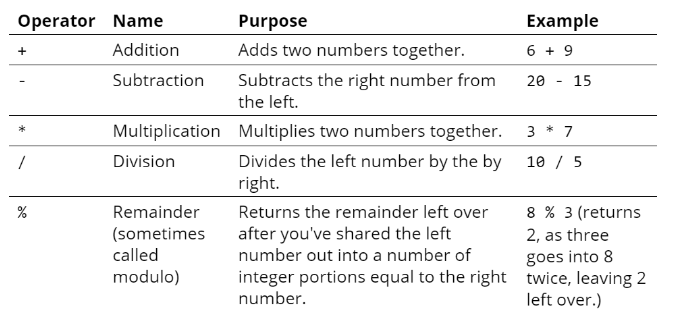 Operator Name Purpose Example
+ Addition Adds two numbers together. 6 + 9
- Subtraction Subtracts the right number from 20 - 15
the left.
* Multiplication Multiplies two numbers together. 3 * 7
/ Division Divides the left number by the by 10 / 5
right.
% Remainder Returns the remainder left over 8 % 3 (returns
(sometimes after you've shared the left 2, as three
called number out into a number of goes into 8
modulo) integer portions equal to the right twice, leaving 2
number. left over.)